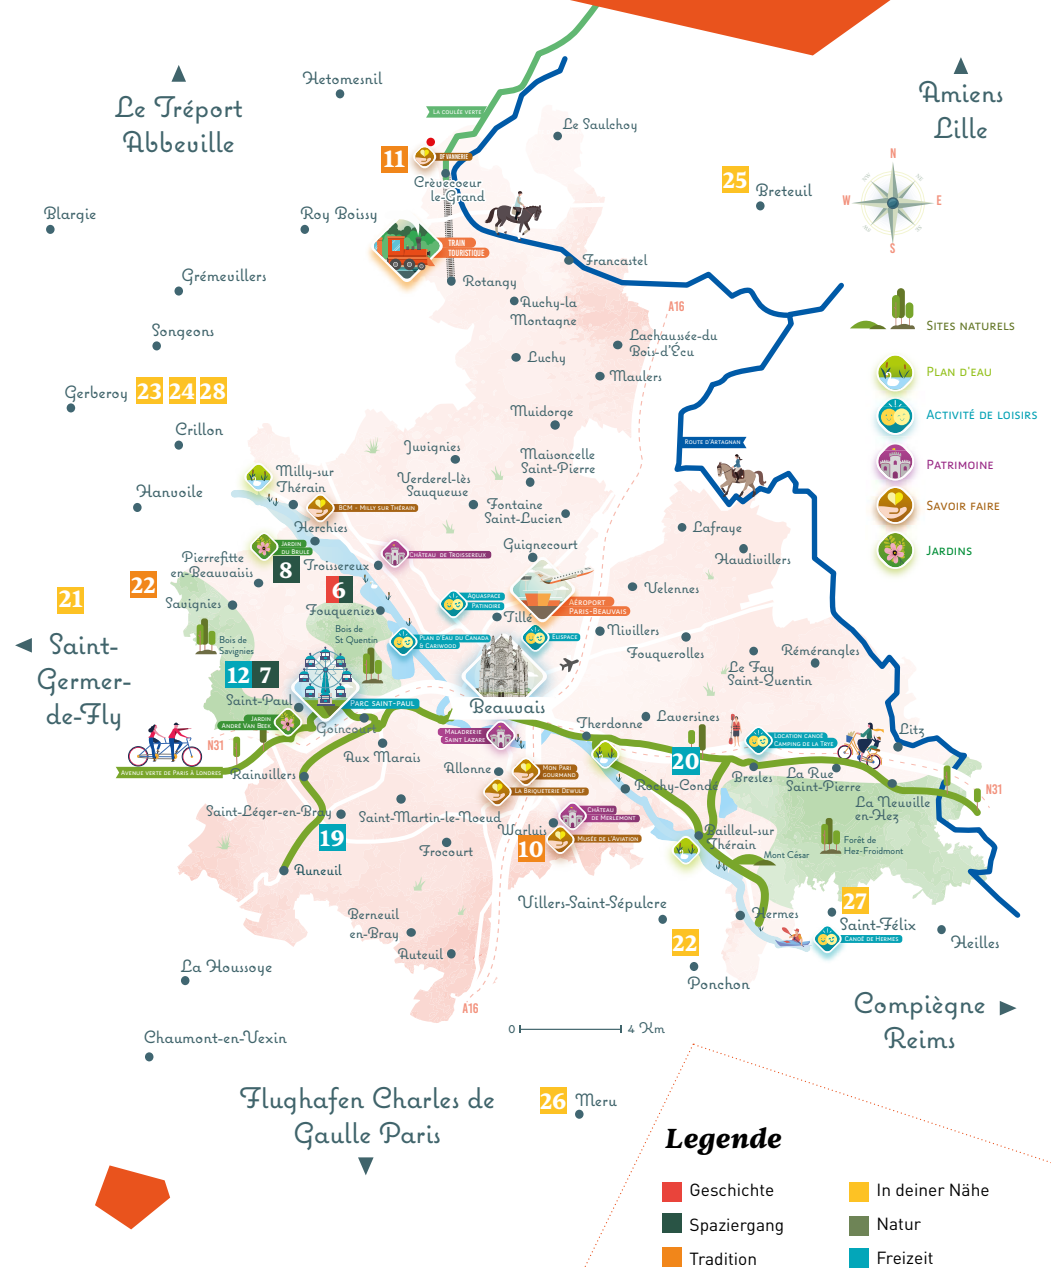 Hetomesnil
Le Tréport
Abbeville
Amiens
Lille
La coulée verte
Le Saulchoy
N
W
E
S
11
DF Vannerie
Crèvecoeur
le-Grand
25
Breteuil
Blargie
Roy Boissy
Train
touristique
Francastel
Grémevillers
Rotangy
Auchy-la
Montagne
A16
Sites naturels
Songeons
Lachaussée-du
Bois-d'Écu
Luchy
Maulers
Plan d'eau
Gerberoy
23
24
28
Activité de loisirs
Muidorge
Crillon
Route d'Artagnan
Juvignies
Maisoncelle
Saint-Pierre
Patrimoine
Milly-sur
Thérain
Verderel-lès
Sauqueuse
Hanvoile
BCM - Milly sur Thérain
Fontaine
Saint-Lucien
Savoir faire
Herchies
Lafraye
Jardin
du Brule
Guignecourt
Château de Troissereux
Haudivillers
Jardins
Pierrefitte
en-Beauvaisis
8
Troissereux
22
21
6
Velennes
Savignies
Fouquenies
Aquaspace
Patinoire
Aéroport
Paris-Beauvais
Tillé
Bois de
Savignies
Bois de
St Quentin
Plan d'Eau du Canada
& Cariwood
Elispace
Nivillers
Saint-
Germer-
de-Fly
Fouquerolles
Rémérangles
Le Fay
Saint-Quentin
12
7
Saint-Paul
Parc Saint-Paul
Beauvais
Jardin
André Van Beek
Goincourt
Maladrerie
Saint Lazare
Therdonne
Laversines
Litz
N31
Location canoë
Camping de la Trye
Aux Marais
Avenue verte de Paris à Londres
Rainvillers
Allonne
Mon Pari
gourmand
20
Bresles
La Rue
Saint-Pierre
Rochy-Condé
La Briqueterie Dewulf
N31
La Neuville
en-Hez
Saint-Léger-en-Bray
Saint-Martin-le-Noeud
Château
de Merlemont
19
Warluis
Bailleul-sur
Thérain
Musée de l'Aviation
10
Frocourt
Mont César
Forêt de
Hez-Froidmont
Auneuil
Villers-Saint-Sépulcre
27
Berneuil
en-Bray
Hermes
Saint-Félix
22
Canoë de Hermes
Heilles
Auteuil
La Houssoye
Ponchon
A16
Compiègne
Reims
0
4 Km
Chaumont-en-Vexin
Flughafen Charles de
Gaulle Paris
26
Meru
Legende
Geschichte
In deiner Nähe
Spaziergang
Natur
Tradition
Freizeit